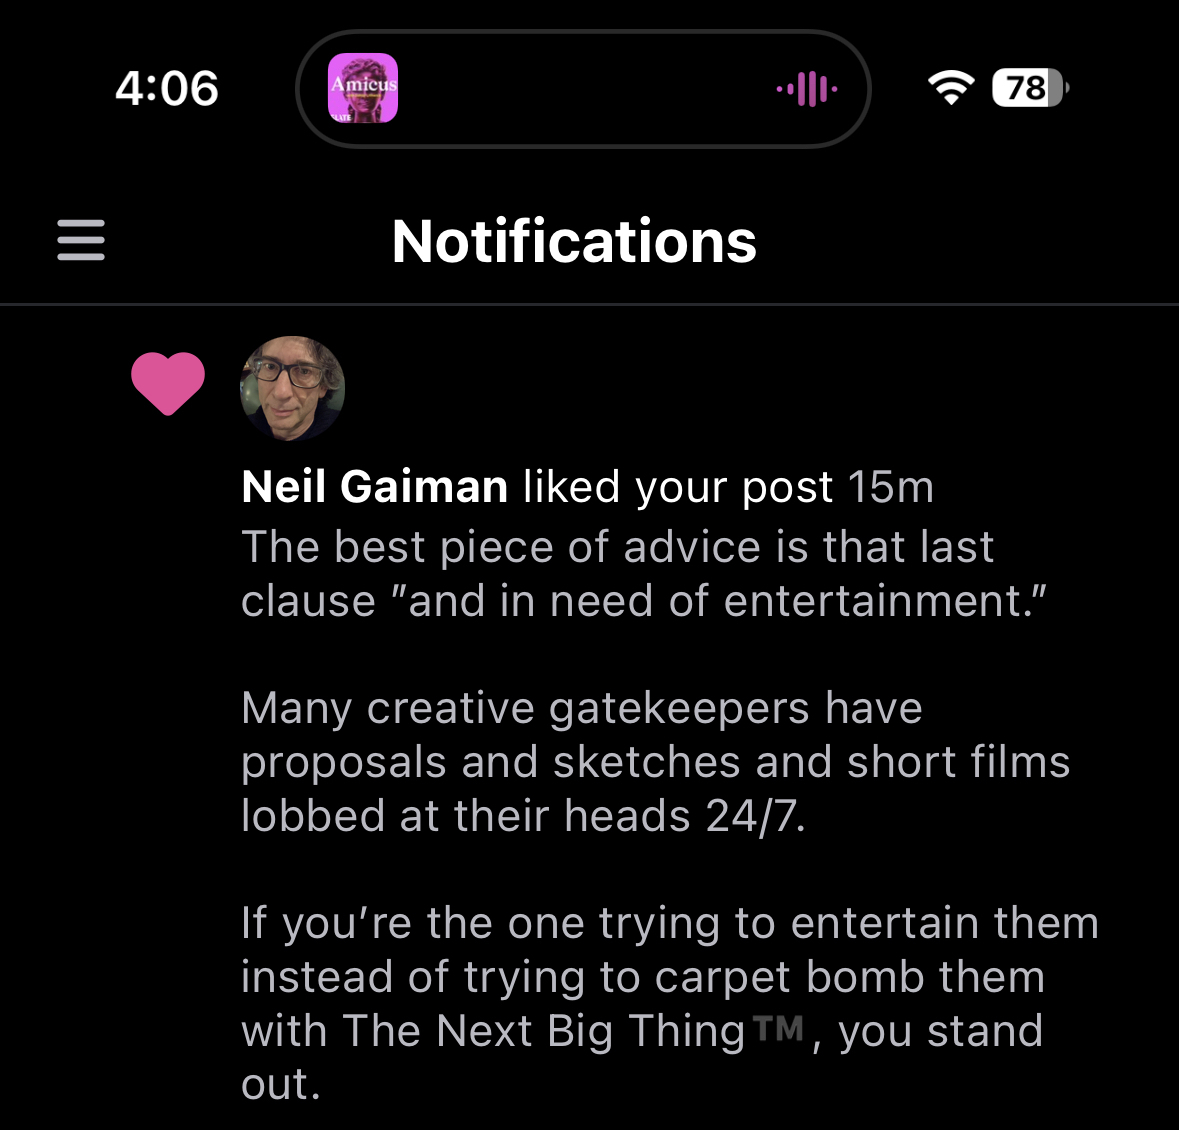 4:06
Amicus
SLATE
78
Notifications
Neil Gaiman liked your post 15m
The best piece of advice is that last
clause "and in need of entertainment."
Many creative gatekeepers have
proposals and sketches and short films
lobbed at their heads 24/7.
If you’re the one trying to entertain them
instead of trying to carpet bomb them
with The Next Big Thing™, you stand
out.